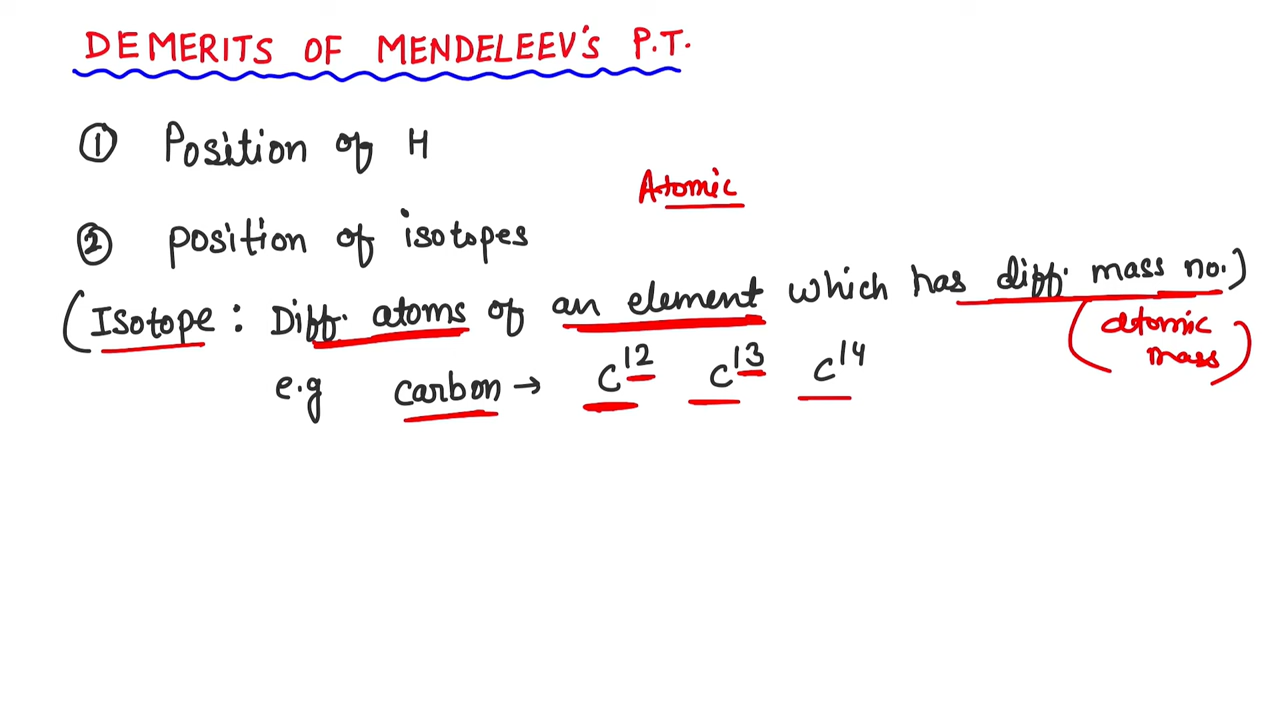 DEMERITS OF MENDELEEV'S P.T.
① Position of H
Atomic
② position of isotopes
(Isotope : Diff. atoms of an element which has diff. mass no.)
(atomic mass)
e.g carbon → C¹² C¹³ C¹⁴